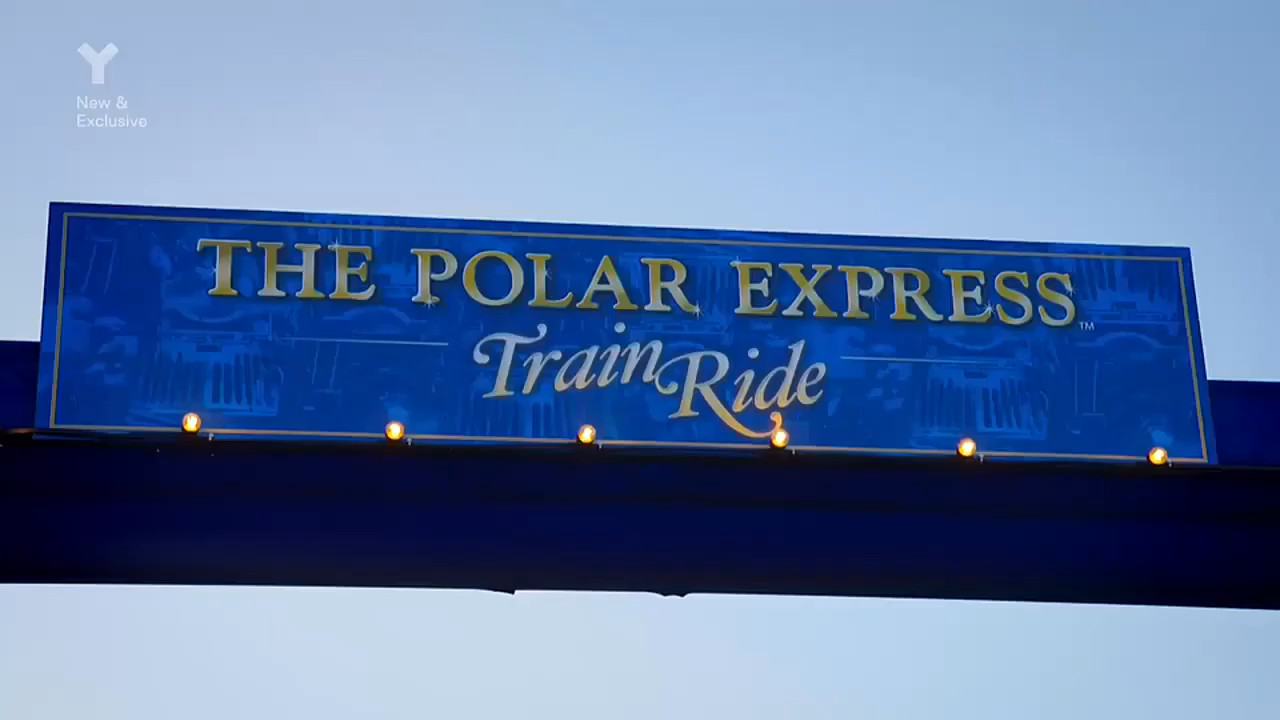 Y
New &
Exclusive
THE POLAR EXPRESS™
Train Ride